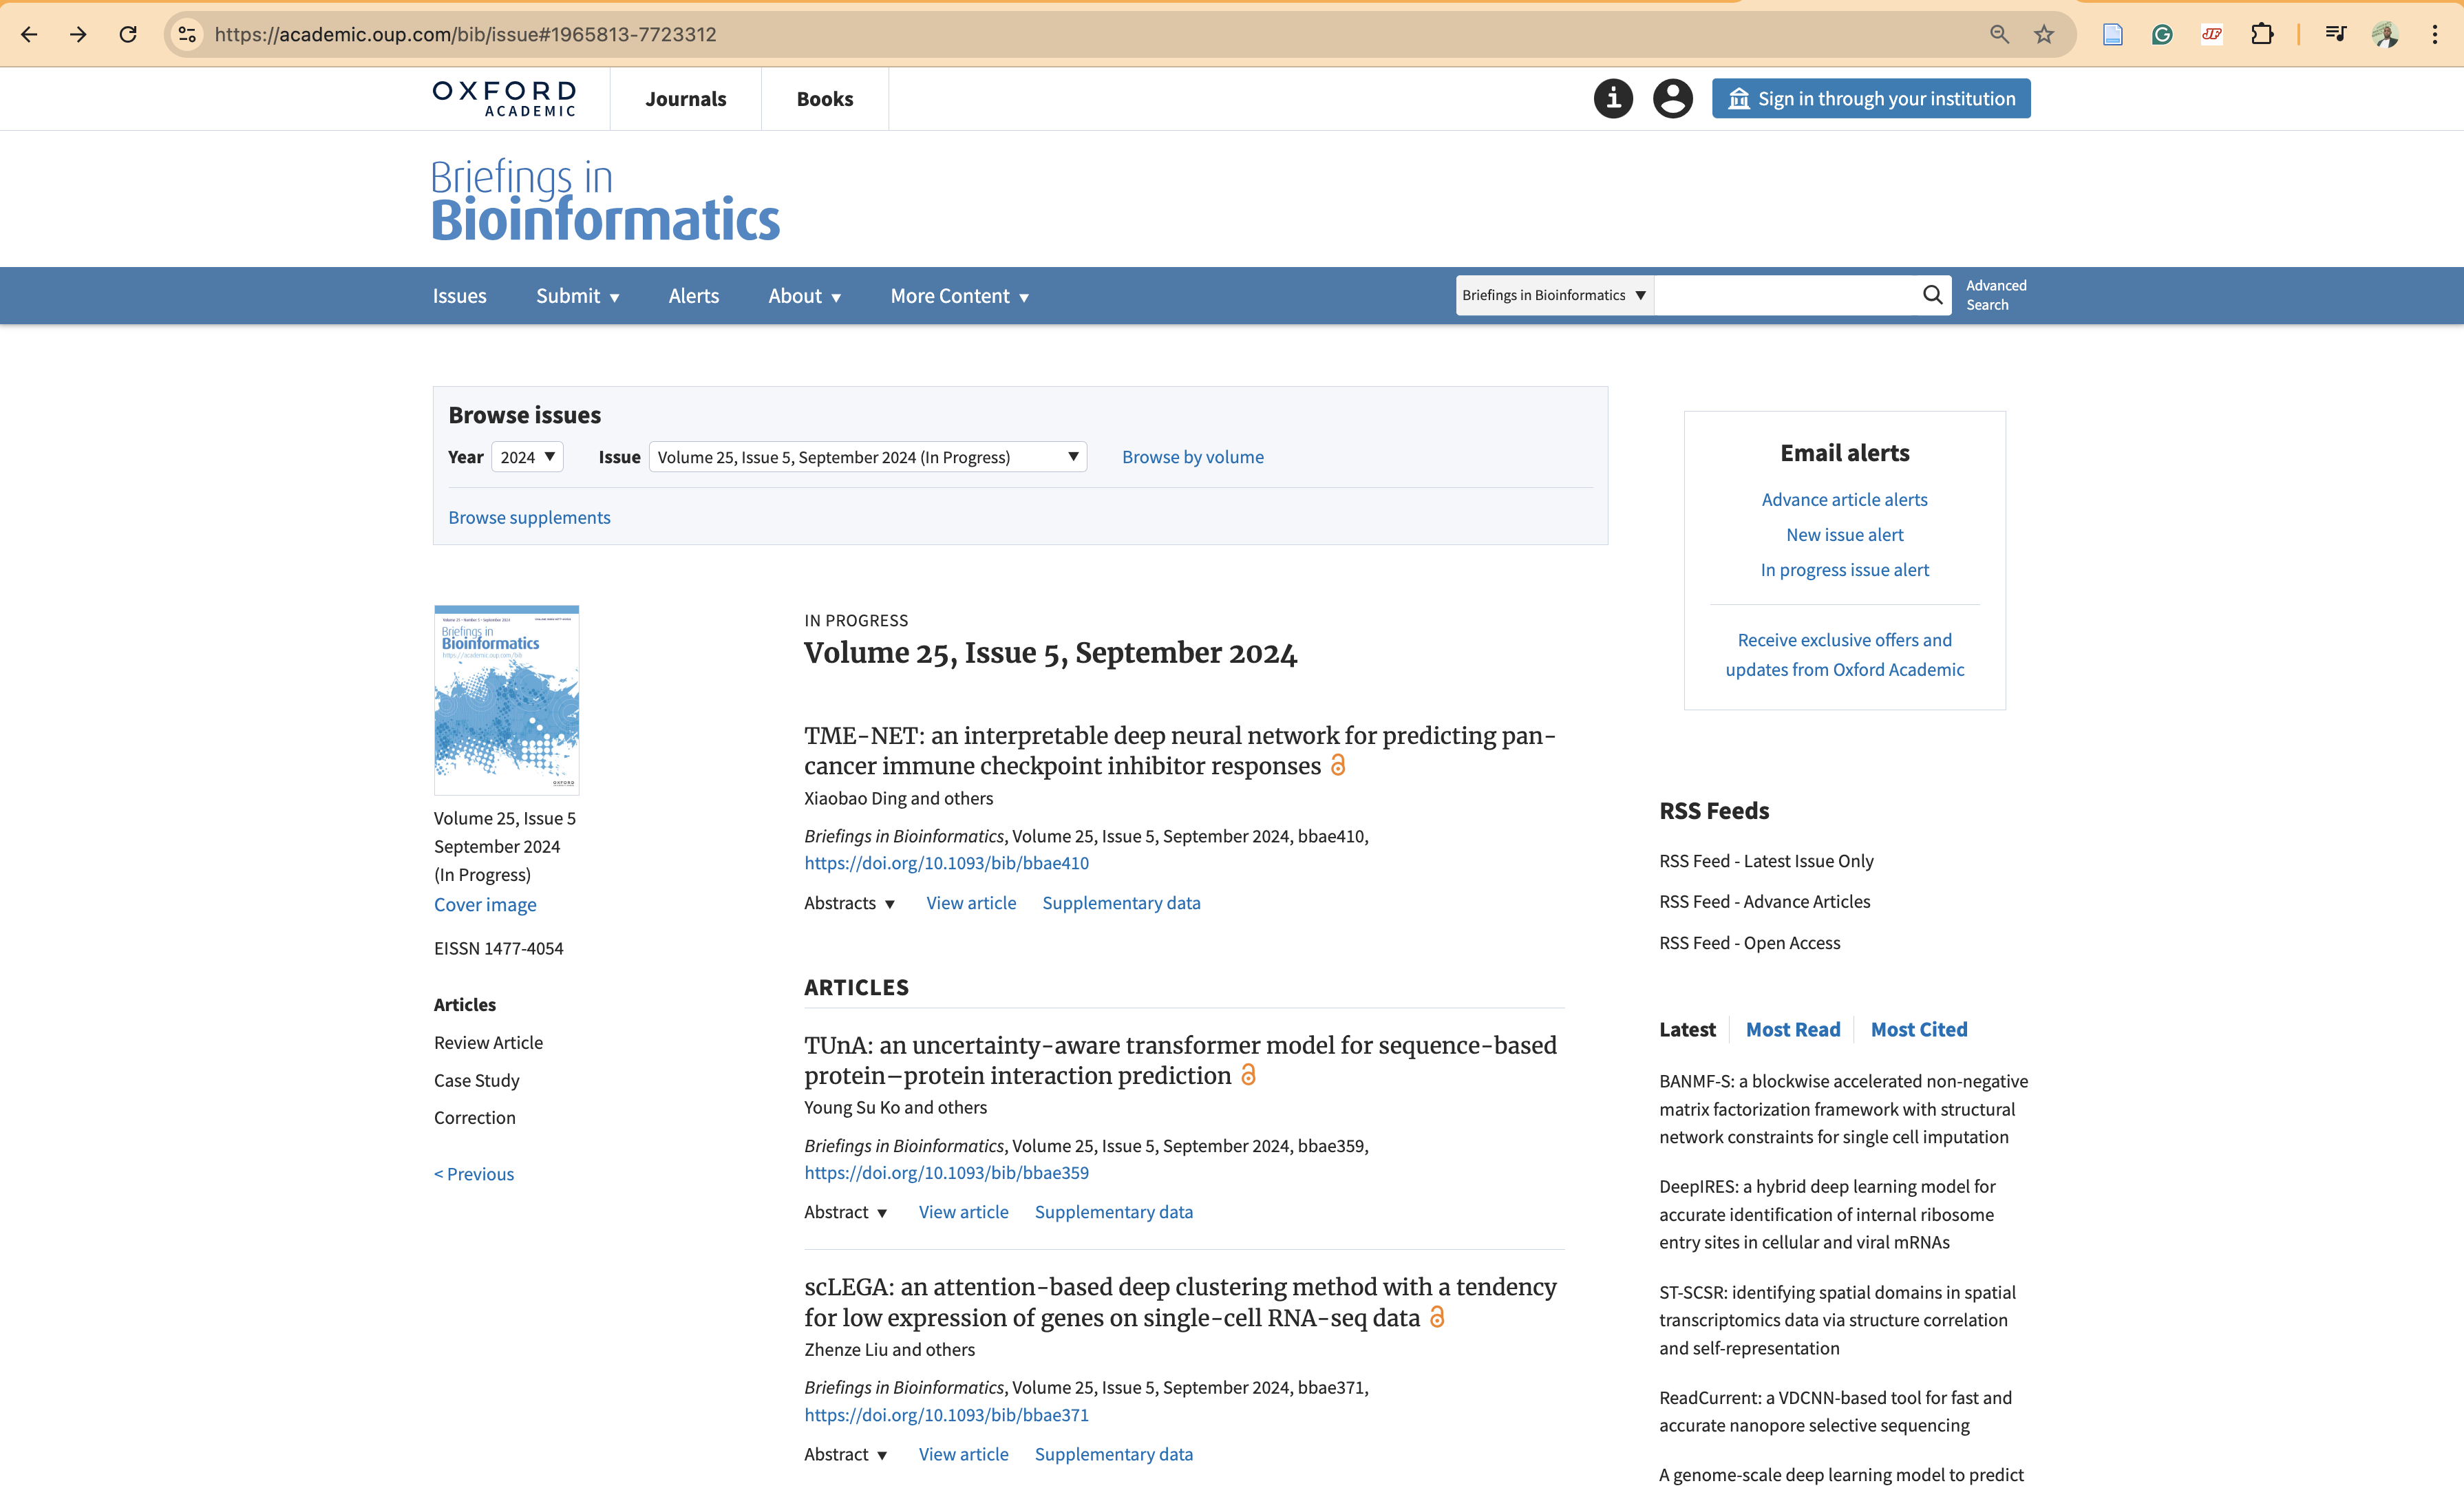 https://academic.oup.com/bib/issue#1965813-7723312
OXFORD
ACADEMIC
Journals
Books
Sign in through your institution
Briefings in
Bioinformatics
Issues
Submit
Alerts
About
More Content
Briefings in Bioinformatics
Advanced
Search
Browse issues
Year
2024
Issue
Volume 25, Issue 5, September 2024 (In Progress)
Browse by volume
Browse supplements
Briefings in
Bioinformatics
https://academic.oup.com/bib
OXFORD
Volume 25, Issue 5
September 2024
(In Progress)
Cover image
EISSN 1477-4054
Articles
Review Article
Case Study
Correction
< Previous
IN PROGRESS
Volume 25, Issue 5, September 2024
TME-NET: an interpretable deep neural network for predicting pan-
cancer immune checkpoint inhibitor responses
Xiaobao Ding and others
Briefings in Bioinformatics, Volume 25, Issue 5, September 2024, bbae410,
https://doi.org/10.1093/bib/bbae410
Abstracts
View article
Supplementary data
ARTICLES
TUnA: an uncertainty-aware transformer model for sequence-based
protein–protein interaction prediction
Young Su Ko and others
Briefings in Bioinformatics, Volume 25, Issue 5, September 2024, bbae359,
https://doi.org/10.1093/bib/bbae359
Abstract
View article
Supplementary data
scLEGA: an attention-based deep clustering method with a tendency
for low expression of genes on single-cell RNA-seq data
Zhenze Liu and others
Briefings in Bioinformatics, Volume 25, Issue 5, September 2024, bbae371,
https://doi.org/10.1093/bib/bbae371
Abstract
View article
Supplementary data
Email alerts
Advance article alerts
New issue alert
In progress issue alert
Receive exclusive offers and
updates from Oxford Academic
RSS Feeds
RSS Feed - Latest Issue Only
RSS Feed - Advance Articles
RSS Feed - Open Access
Latest
Most Read
Most Cited
BANMF-S: a blockwise accelerated non-negative
matrix factorization framework with structural
network constraints for single cell imputation
DeepIRES: a hybrid deep learning model for
accurate identification of internal ribosome
entry sites in cellular and viral mRNAs
ST-SCSR: identifying spatial domains in spatial
transcriptomics data via structure correlation
and self-representation
ReadCurrent: a VDCNN-based tool for fast and
accurate nanopore selective sequencing
A genome-scale deep learning model to predict